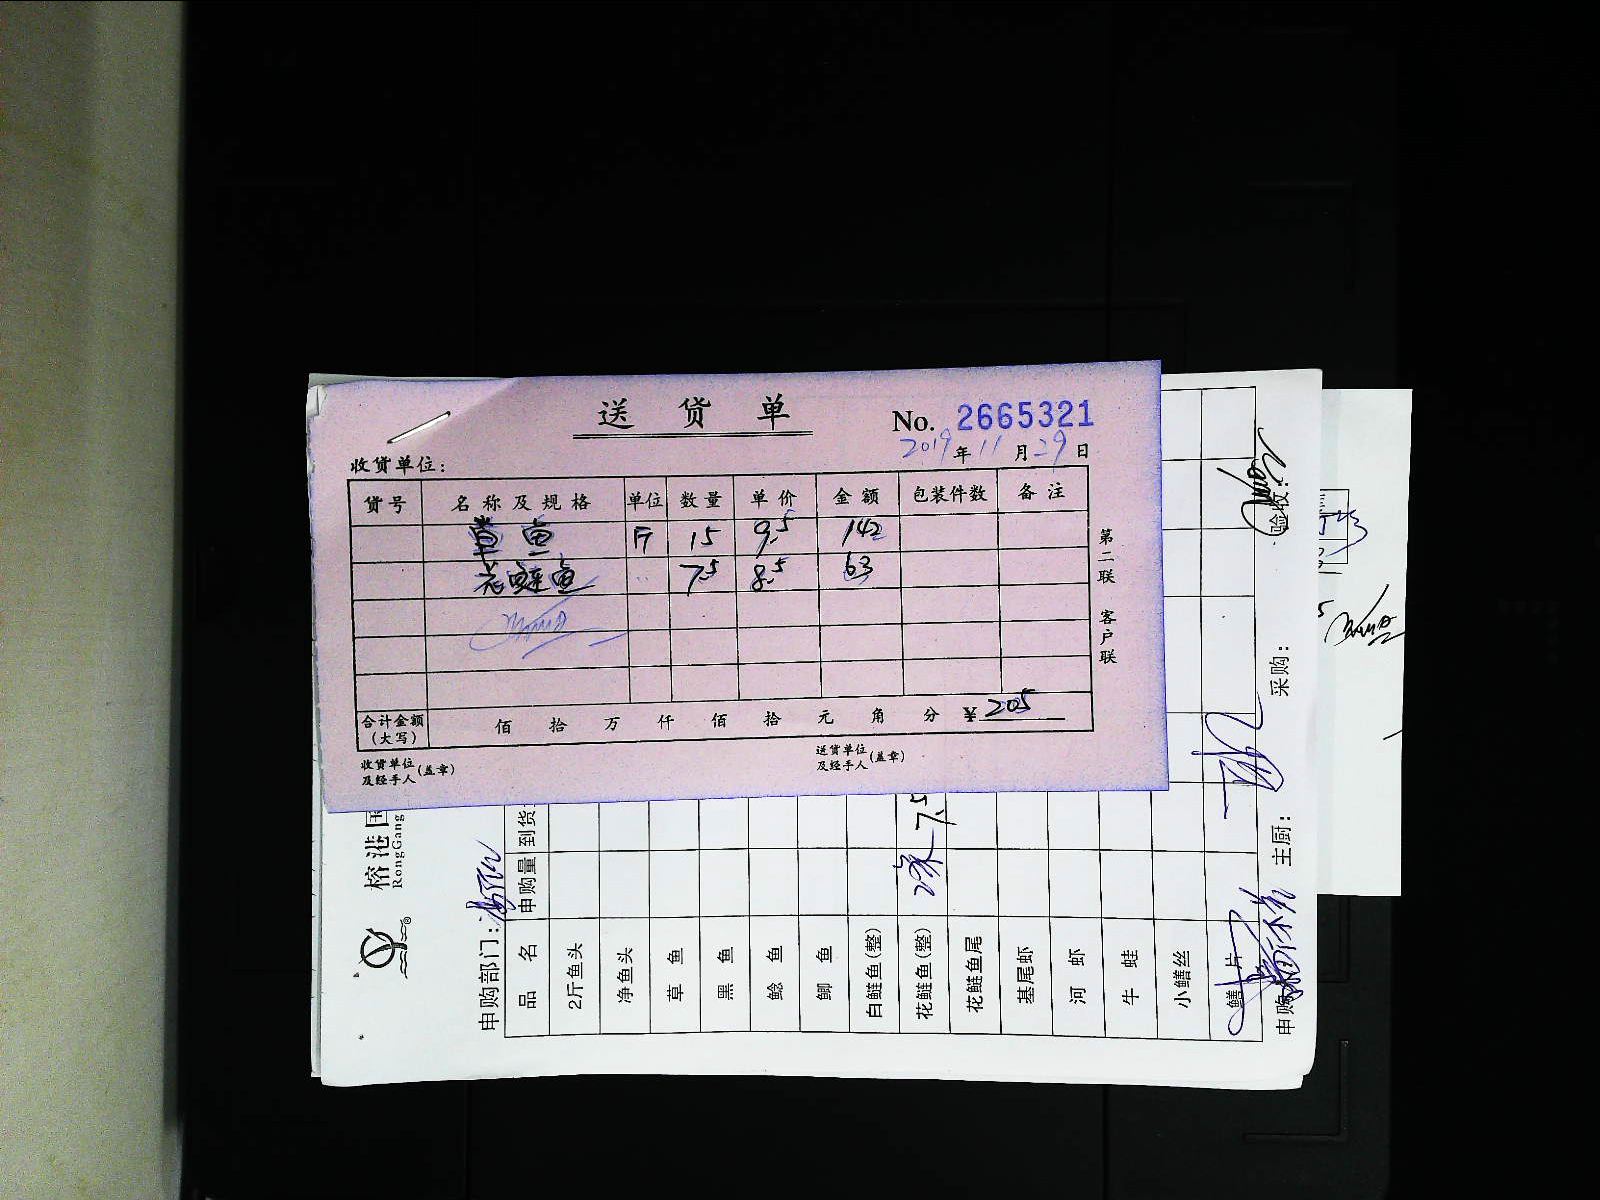 送 货 单
No. 2665321
2019年11月29日
收货单位:
货号 名称及规格 单位 数量 单价 金额 包装件数 备注
鱼 斤 15 9.5 142
花鲢鱼 〃 7.5 8.5 63
合计金额(大写) 佰 拾 万 仟 佰 拾 元 角 分 ¥205
收货单位及经手人(盖章)
送货单位及经手人(盖章)
第二联 客户联
榕港国
RongGang
®
申购部门:
品名 申购量 到货
2斤鱼头
净鱼头
草鱼
黑鱼
鲶鱼
鲫鱼
白鲢鱼(整)
花鲢鱼(整) 7.5
花鲢鱼尾
基尾虾
河虾
牛蛙
小鳝丝
鳝片
申购 主厨: 采购: 验收: